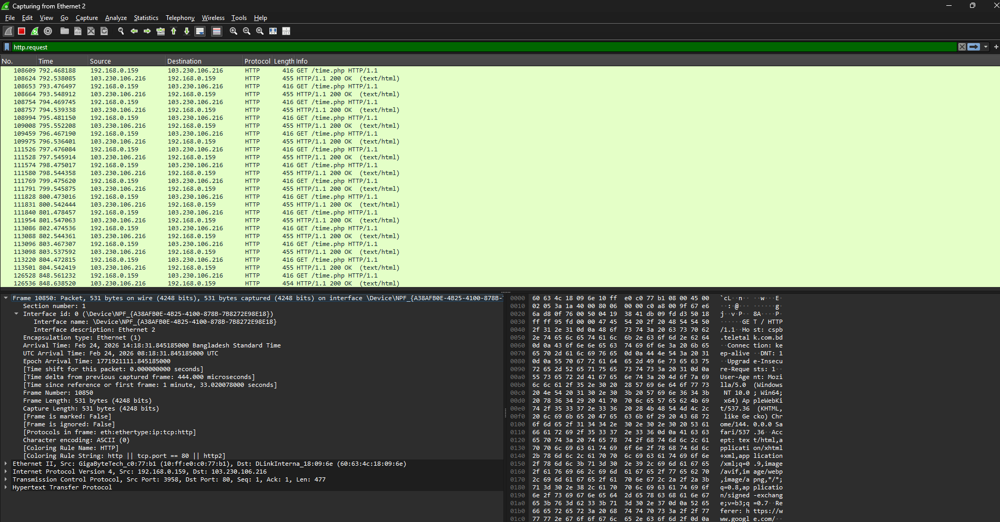 Capturing from Ethernet 2
File Edit View Go Capture Analyze Statistics Telephony Wireless Tools Help
http.request
No. Time Source Destination Protocol Length Info
108609 792.468188 192.168.0.159 103.230.106.216 HTTP 416 GET /time.php HTTP/1.1
108624 792.538085 103.230.106.216 192.168.0.159 HTTP 455 HTTP/1.1 200 OK (text/html)
108653 793.476497 192.168.0.159 103.230.106.216 HTTP 416 GET /time.php HTTP/1.1
108664 793.548912 103.230.106.216 192.168.0.159 HTTP 455 HTTP/1.1 200 OK (text/html)
108754 794.469745 192.168.0.159 103.230.106.216 HTTP 416 GET /time.php HTTP/1.1
108757 794.539338 103.230.106.216 192.168.0.159 HTTP 455 HTTP/1.1 200 OK (text/html)
108994 795.481150 192.168.0.159 103.230.106.216 HTTP 416 GET /time.php HTTP/1.1
109008 795.552208 103.230.106.216 192.168.0.159 HTTP 455 HTTP/1.1 200 OK (text/html)
109459 796.467190 192.168.0.159 103.230.106.216 HTTP 416 GET /time.php HTTP/1.1
109975 796.536401 103.230.106.216 192.168.0.159 HTTP 455 HTTP/1.1 200 OK (text/html)
111526 797.476084 192.168.0.159 103.230.106.216 HTTP 416 GET /time.php HTTP/1.1
111528 797.545914 103.230.106.216 192.168.0.159 HTTP 455 HTTP/1.1 200 OK (text/html)
111574 798.475017 192.168.0.159 103.230.106.216 HTTP 416 GET /time.php HTTP/1.1
111580 798.544358 103.230.106.216 192.168.0.159 HTTP 455 HTTP/1.1 200 OK (text/html)
111769 799.475620 192.168.0.159 103.230.106.216 HTTP 416 GET /time.php HTTP/1.1
111791 799.545875 103.230.106.216 192.168.0.159 HTTP 455 HTTP/1.1 200 OK (text/html)
111828 800.473016 192.168.0.159 103.230.106.216 HTTP 416 GET /time.php HTTP/1.1
111831 800.542444 103.230.106.216 192.168.0.159 HTTP 455 HTTP/1.1 200 OK (text/html)
111840 801.478457 192.168.0.159 103.230.106.216 HTTP 416 GET /time.php HTTP/1.1
111954 801.547063 103.230.106.216 192.168.0.159 HTTP 455 HTTP/1.1 200 OK (text/html)
113086 802.474536 192.168.0.159 103.230.106.216 HTTP 416 GET /time.php HTTP/1.1
113088 802.544361 103.230.106.216 192.168.0.159 HTTP 455 HTTP/1.1 200 OK (text/html)
113096 803.467307 192.168.0.159 103.230.106.216 HTTP 416 GET /time.php HTTP/1.1
113098 803.537592 103.230.106.216 192.168.0.159 HTTP 455 HTTP/1.1 200 OK (text/html)
113220 804.472815 192.168.0.159 103.230.106.216 HTTP 416 GET /time.php HTTP/1.1
113501 804.542419 103.230.106.216 192.168.0.159 HTTP 455 HTTP/1.1 200 OK (text/html)
126528 848.561232 192.168.0.159 103.230.106.216 HTTP 416 GET /time.php HTTP/1.1
126536 848.638520 103.230.106.216 192.168.0.159 HTTP 454 HTTP/1.1 200 OK (text/html)
Frame 10850: Packet, 531 bytes on wire (4248 bits), 531 bytes captured (4248 bits) on interface \Device\NPF_{A38AFB0E-4B25-4100-878B-
Section number: 1
Interface id: 0 (\Device\NPF_{A38AFB0E-4B25-4100-878B-7B8272E98E18})
Interface name: \Device\NPF_{A38AFB0E-4B25-4100-878B-7B8272E98E18}
Interface description: Ethernet 2
Encapsulation type: Ethernet (1)
Arrival Time: Feb 24, 2026 14:18:31.845185000 Bangladesh Standard Time
UTC Arrival Time: Feb 24, 2026 08:18:31.845185000 UTC
Epoch Arrival Time: 1771921111.845185000
[Time shift for this packet: 0.000000000 seconds]
[Time delta from previous captured frame: 444.000 microseconds]
[Time since reference or first frame: 1 minute, 33.020078000 seconds]
Frame Number: 10850
Frame Length: 531 bytes (4248 bits)
Capture Length: 531 bytes (4248 bits)
[Frame is marked: False]
[Frame is ignored: False]
[Protocols in frame: eth:ethertype:ip:tcp:http]
Character encoding: ASCII (0)
[Coloring Rule Name: HTTP]
[Coloring Rule String: http || tcp.port == 80 || http2]
Ethernet II, Src: GigaByteTech_c0:77:b1 (10:ff:e0:c0:77:b1), Dst: DLinkInterna_18:09:6e (60:63:4c:18:09:6e)
Internet Protocol Version 4, Src: 192.168.0.159, Dst: 103.230.106.216
Transmission Control Protocol, Src Port: 3958, Dst Port: 80, Seq: 1, Ack: 1, Len: 477
Hypertext Transfer Protocol
0000 60 63 4c 18 09 6e 10 ff e0 c0 77 b1 08 00 45 00 `cL··n·· ··w···E·
0010 02 05 3a 1a 40 00 80 06 00 00 c0 a8 00 9f 67 e6 ··:·@··· ······g·
0020 6a d8 0f 76 00 50 04 19 38 41 db 09 fd d3 50 18 j··v·P·· 8A····P·
0030 ff ff 95 fd 00 00 47 45 54 20 2f 20 48 54 54 50 ······GE T / HTTP
0040 2f 31 2e 31 0d 0a 48 6f 73 74 3a 20 63 73 70 62 /1.1··Ho st: cspb
0050 2e 74 65 6c 65 74 61 6c 6b 2e 63 6f 6d 2e 62 64 .teletal k.com.bd
0060 0d 0a 43 6f 6e 6e 65 63 74 69 6f 6e 3a 20 6b 65 ··Connec tion: ke
0070 65 70 2d 61 6c 69 76 65 0d 0a 44 4e 54 3a 20 31 ep-alive ··DNT: 1
0080 0d 0a 55 70 67 72 61 64 65 2d 49 6e 73 65 63 75 ··Upgrad e-Insecu
0090 72 65 2d 52 65 71 75 65 73 74 73 3a 20 31 0d 0a re-Reque sts: 1··
00a0 55 73 65 72 2d 41 67 65 6e 74 3a 20 4d 6f 7a 69 User-Age nt: Mozi
00b0 6c 6c 61 2f 35 2e 30 20 28 57 69 6e 64 6f 77 73 lla/5.0 (Windows
00c0 20 4e 54 20 31 30 2e 30 3b 20 57 69 6e 36 34 3b NT 10.0 ; Win64;
00d0 20 78 36 34 29 20 41 70 70 6c 65 57 65 62 4b 69 x64) Ap pleWebKi
00e0 74 2f 35 33 37 2e 33 36 20 28 4b 48 54 4d 4c 2c t/537.36 (KHTML,
00f0 20 6c 69 6b 65 20 47 65 63 6b 6f 29 20 43 68 72 like Ge cko) Chr
0100 6f 6d 65 2f 31 34 34 2e 30 2e 30 2e 30 20 53 61 ome/144. 0.0.0 Sa
0110 66 61 72 69 2f 35 33 37 2e 33 36 0d 0a 41 63 63 fari/537 .36··Acc
0120 65 70 74 3a 20 74 65 78 74 2f 68 74 6d 6c 2c 61 ept: tex t/html,a
0130 70 70 6c 69 63 61 74 69 6f 6e 2f 78 68 74 6d 6c pplicati on/xhtml
0140 2b 78 6d 6c 2c 61 70 70 6c 69 63 61 74 69 6f 6e +xml,app lication
0150 2f 78 6d 6c 3b 71 3d 30 2e 39 2c 69 6d 61 67 65 /xml;q=0 .9,image
0160 2f 61 76 69 66 2c 69 6d 61 67 65 2f 77 65 62 70 /avif,im age/webp
0170 2c 69 6d 61 67 65 2f 61 70 6e 67 2c 2a 2f 2a 3b ,image/a png,*/*;
0180 71 3d 30 2e 38 2c 61 70 70 6c 69 63 61 74 69 6f q=0.8,ap plicatio
0190 6e 2f 73 69 67 6e 65 64 2d 65 78 63 68 61 6e 67 n/signed -exchang
01a0 65 3b 76 3d 62 33 3b 71 3d 30 2e 37 0d 0a 52 65 e;v=b3;q =0.7··Re
01b0 66 65 72 65 72 3a 20 68 74 74 70 73 3a 2f 2f 77 ferer: h ttps://w
01c0 77 77 2e 67 6f 6f 67 6c 65 2e 63 6f 6d 2f 0d 0a ww.googl e.com/··